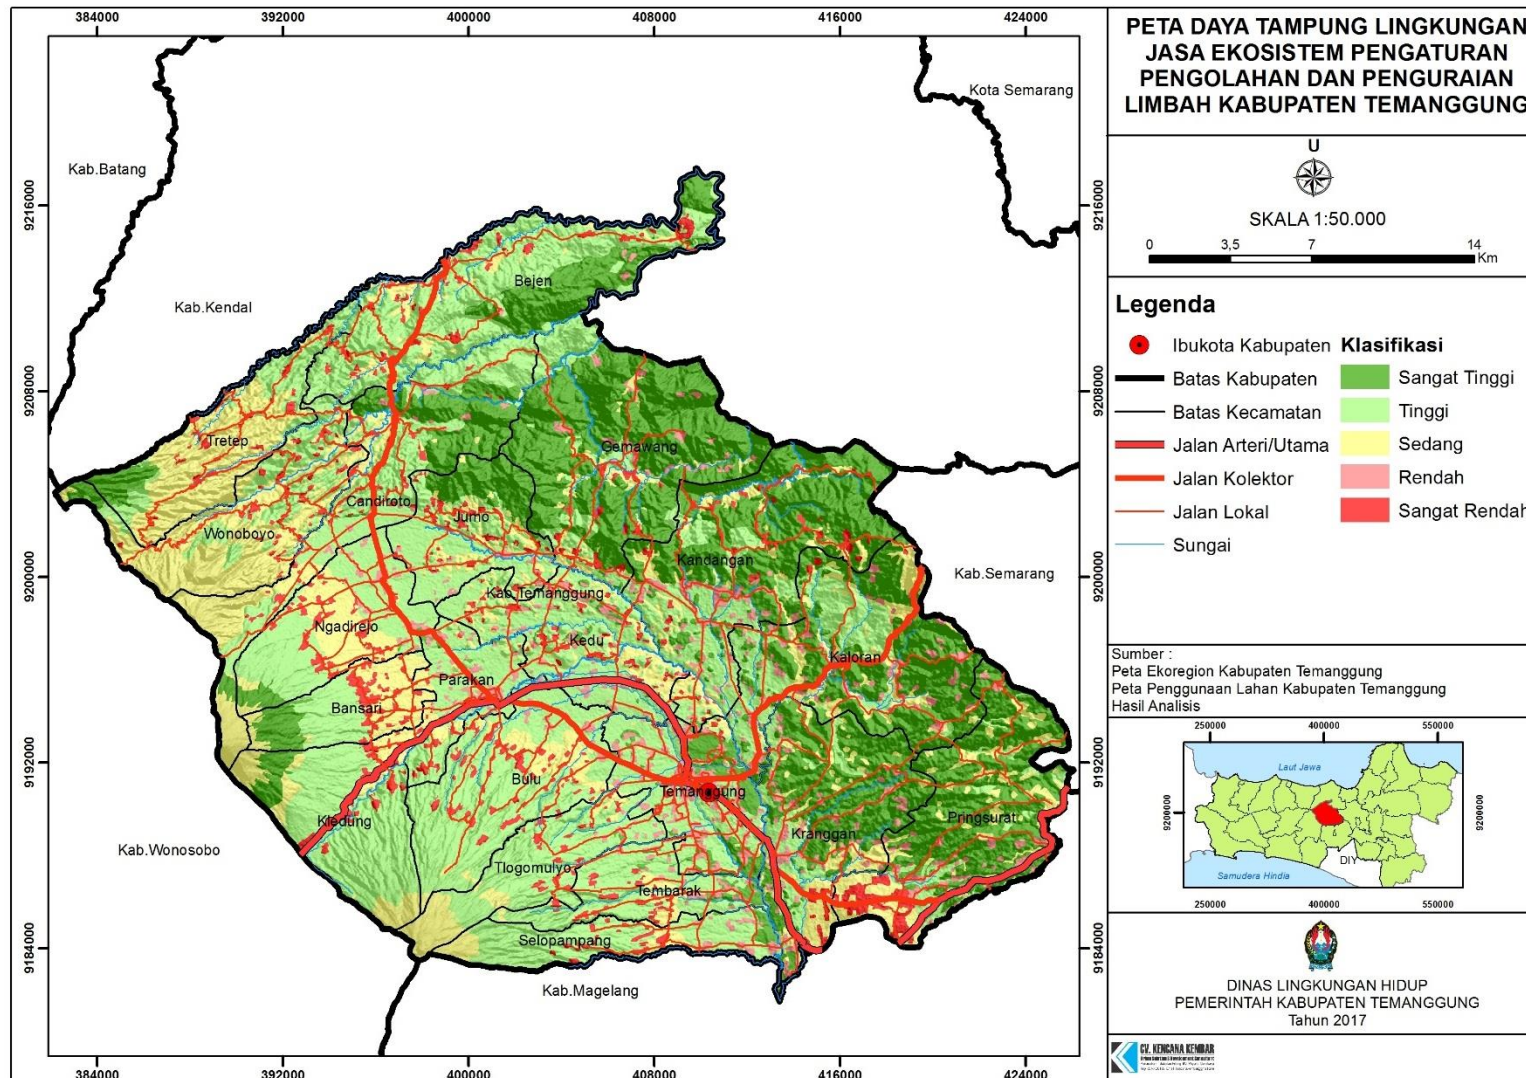 384000 392000 400000 408000 416000 424000
PETA DAYA TAMPUNG LINGKUNGAN
JASA EKOSISTEM PENGATURAN
PENGOLAHAN DAN PENGURAIAN
LIMBAH KABUPATEN TEMANGGUNG
U
SKALA 1:50.000
0 3,5 7 14
Km
Legenda
Ibukota Kabupaten
Batas Kabupaten
Batas Kecamatan
Jalan Arteri/Utama
Jalan Kolektor
Jalan Lokal
Sungai
Klasifikasi
Sangat Tinggi
Tinggi
Sedang
Rendah
Sangat Rendah
Sumber :
Peta Ekoregion Kabupaten Temanggung
Peta Penggunaan Lahan Kabupaten Temanggung
Hasil Analisis
250000 400000 550000
Laut Jawa
9200000
9200000
DIY
Samudera Hindia
250000 400000 550000
DINAS LINGKUNGAN HIDUP
PEMERINTAH KABUPATEN TEMANGGUNG
Tahun 2017
CV. KENCANA KEMBAR
Kota Semarang
Kab.Batang
Kab.Kendal
Bejen
Tretep
Gemawang
Candiroto
Jumo
Wonoboyo
Kandangan
Kab.Semarang
Kab.Temanggung
Ngadirejo
Kedu
Kaloran
Parakan
Bansari
Bulu
Temanggung
Kledung
Kranggan
Pringsurat
Kab.Wonosobo
Tlogomulyo
Tembarak
Selopampang
Kab.Magelang
9216000
9208000
9200000
9192000
9184000
9216000
9208000
9200000
9192000
9184000
384000 392000 400000 408000 416000 424000